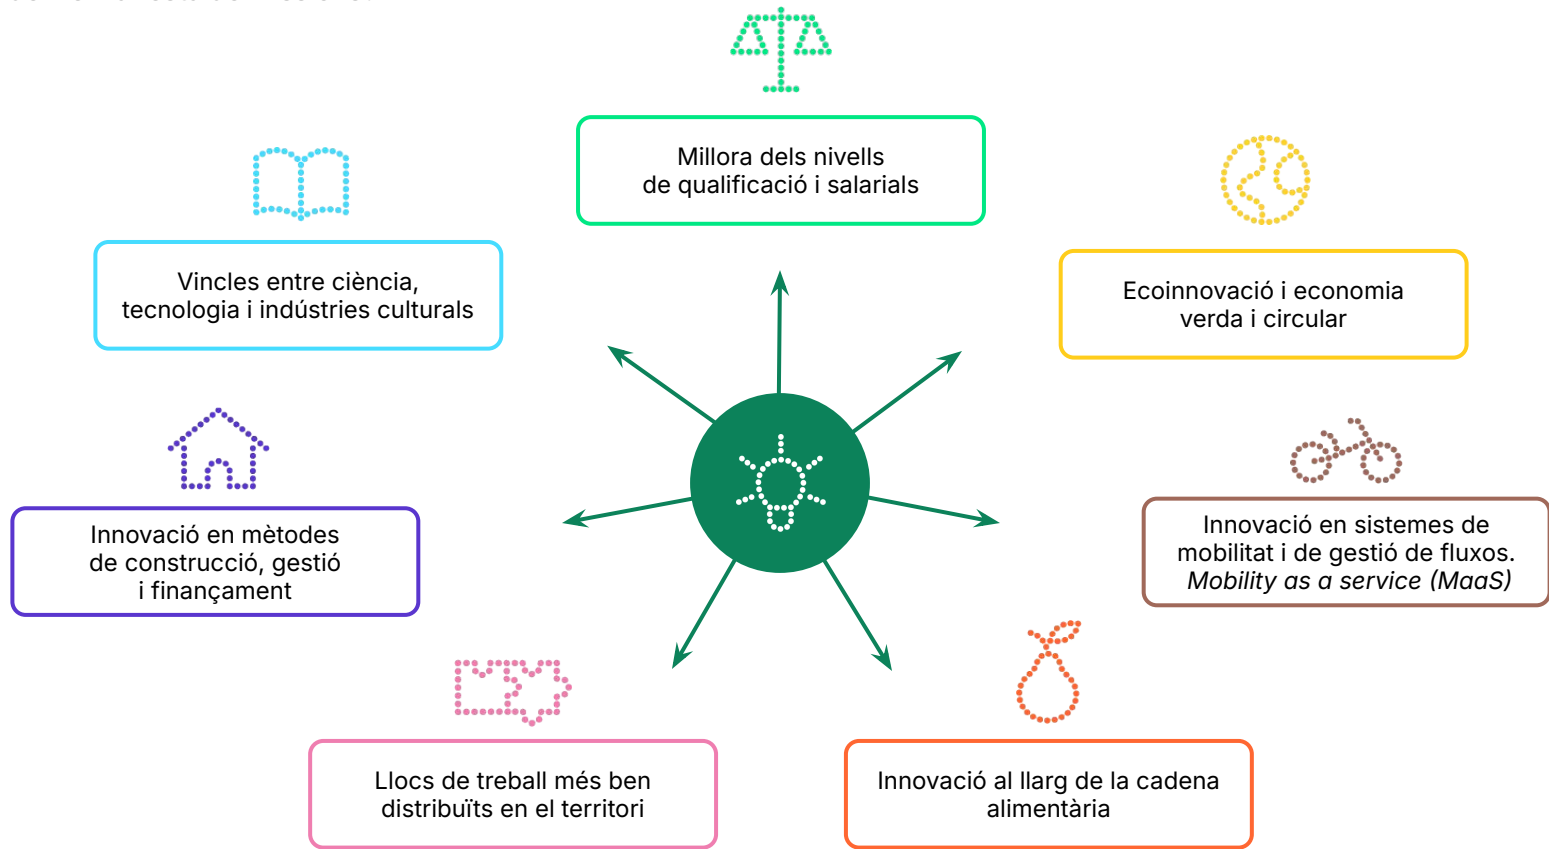 Millora dels nivells
de qualificació i salarials
Vincles entre ciència,
tecnologia i indústries culturals
Ecoinnovació i economia
verda i circular
Innovació en mètodes
de construcció, gestió
i finançament
Innovació en sistemes de
mobilitat i de gestió de fluxos.
Mobility as a service (MaaS)
Llocs de treball més ben
distribuïts en el territori
Innovació al llarg de la cadena
alimentària